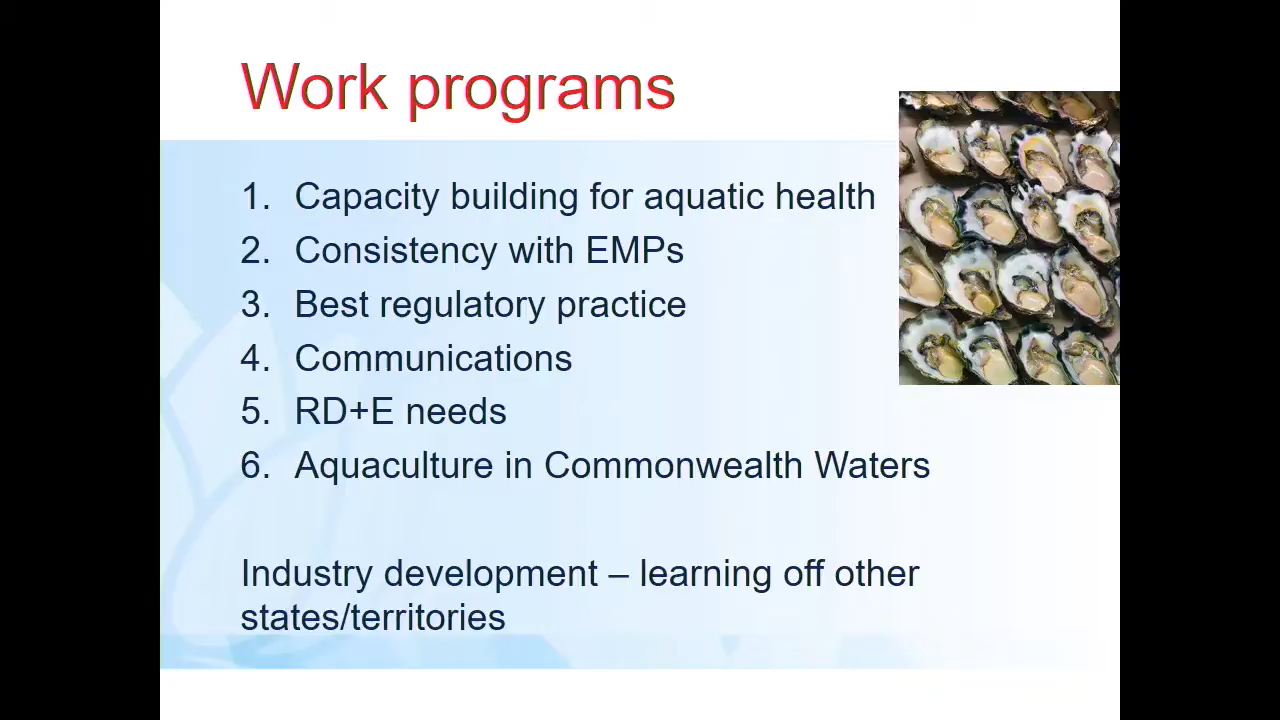 Work programs
1. Capacity building for aquatic health
2. Consistency with EMPs
3. Best regulatory practice
4. Communications
5. RD+E needs
6. Aquaculture in Commonwealth Waters
Industry development – learning off other
states/territories